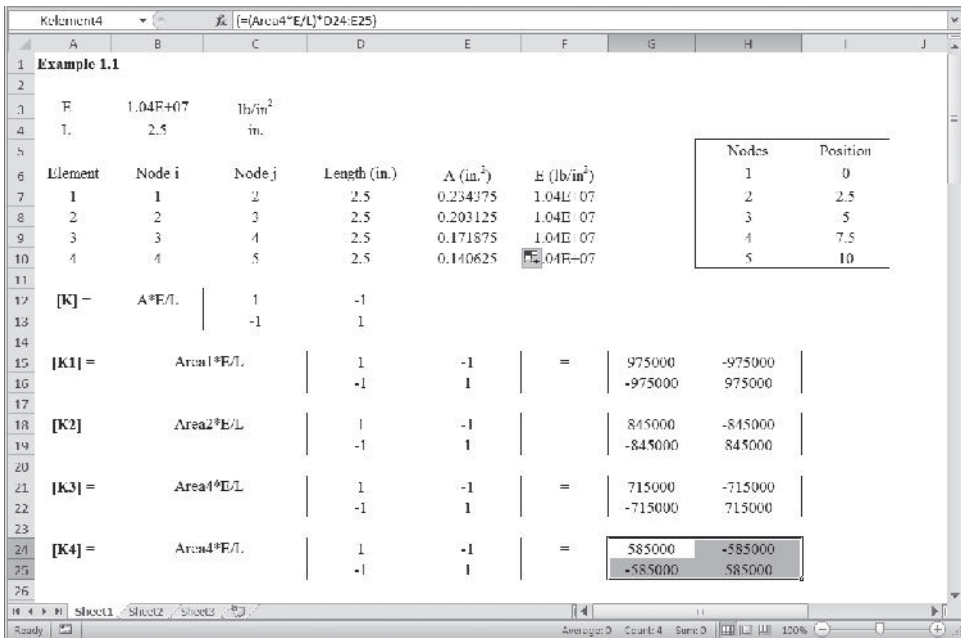 Kelement4 fx {=(Area4*E/L)*D24:E25}
A B C D E F G H I J
1 Example 1.1
2
3 E 1.04E+07 lb/in²
4 L 2.5 in.
5 Nodes Position
6 Element Node i Node j Length (in.) A (in.²) E (lb/in²) 1 0
7 1 1 2 2.5 0.234375 1.04E+07 2 2.5
8 2 2 3 2.5 0.203125 1.04E+07 3 5
9 3 3 4 2.5 0.171875 1.04E+07 4 7.5
10 4 4 5 2.5 0.140625 .04E+07 5 10
11
12 [K] = A*E/L 1 -1
13 -1 1
14
15 [K1] = Area1*E/L 1 -1 = 975000 -975000
16 -1 1 -975000 975000
17
18 [K2] Area2*E/L 1 -1 845000 -845000
19 -1 1 -845000 845000
20
21 [K3] = Area4*E/L 1 -1 = 715000 -715000
22 -1 1 -715000 715000
23
24 [K4] = Area4*E/L 1 -1 = 585000 -585000
25 -1 1 -585000 585000
26
Sheet1 Sheet2 Sheet3
Ready Average: 0 Count: 4 Sum: 0 100%